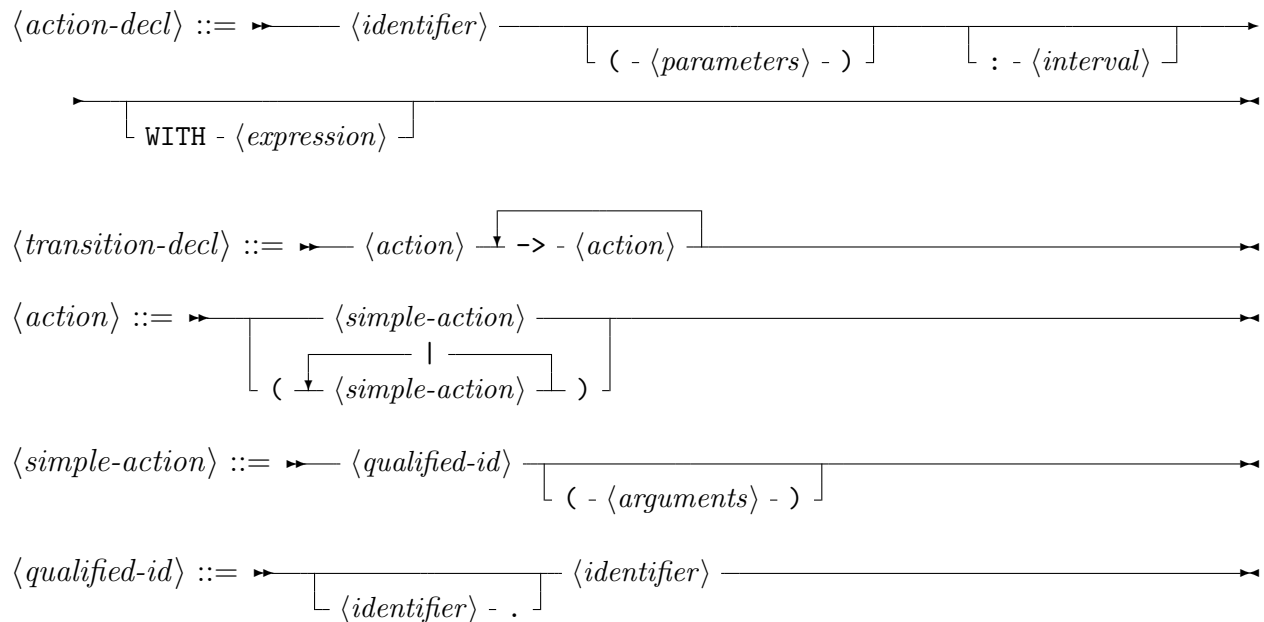 ⟨action-decl⟩ ::= ⟨identifier⟩
( ⟨parameters⟩ ) : ⟨interval⟩
WITH ⟨expression⟩
⟨transition-decl⟩ ::= ⟨action⟩ -> ⟨action⟩
⟨action⟩ ::= ⟨simple-action⟩
|
( ⟨simple-action⟩ )
⟨simple-action⟩ ::= ⟨qualified-id⟩
( ⟨arguments⟩ )
⟨qualified-id⟩ ::= ⟨identifier⟩
⟨identifier⟩ .